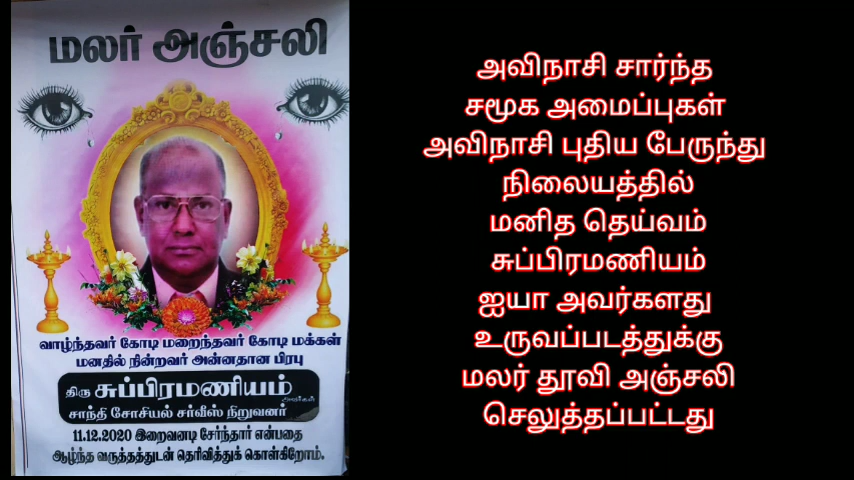 மலர் அஞ்சலி
வாழ்ந்தவர் கோடி மறைந்தவர் கோடி மக்கள்
மனதில் நின்றவர் அன்னதான பிரபு
திரு சுப்பிரமணியம் அவர்கள்
சாந்தி சோசியல் சர்வீஸ் நிறுவனர்
11.12.2020 இறைவனடி சேர்ந்தார் என்பதை
ஆழ்ந்த வருத்தத்துடன் தெரிவித்துக் கொள்கிறோம்.
அவிநாசி சார்ந்த
சமூக அமைப்புகள்
அவிநாசி புதிய பேருந்து
நிலையத்தில்
மனித தெய்வம்
சுப்பிரமணியம்
ஐயா அவர்களது
உருவப்படத்துக்கு
மலர் தூவி அஞ்சலி
செலுத்தப்பட்டது